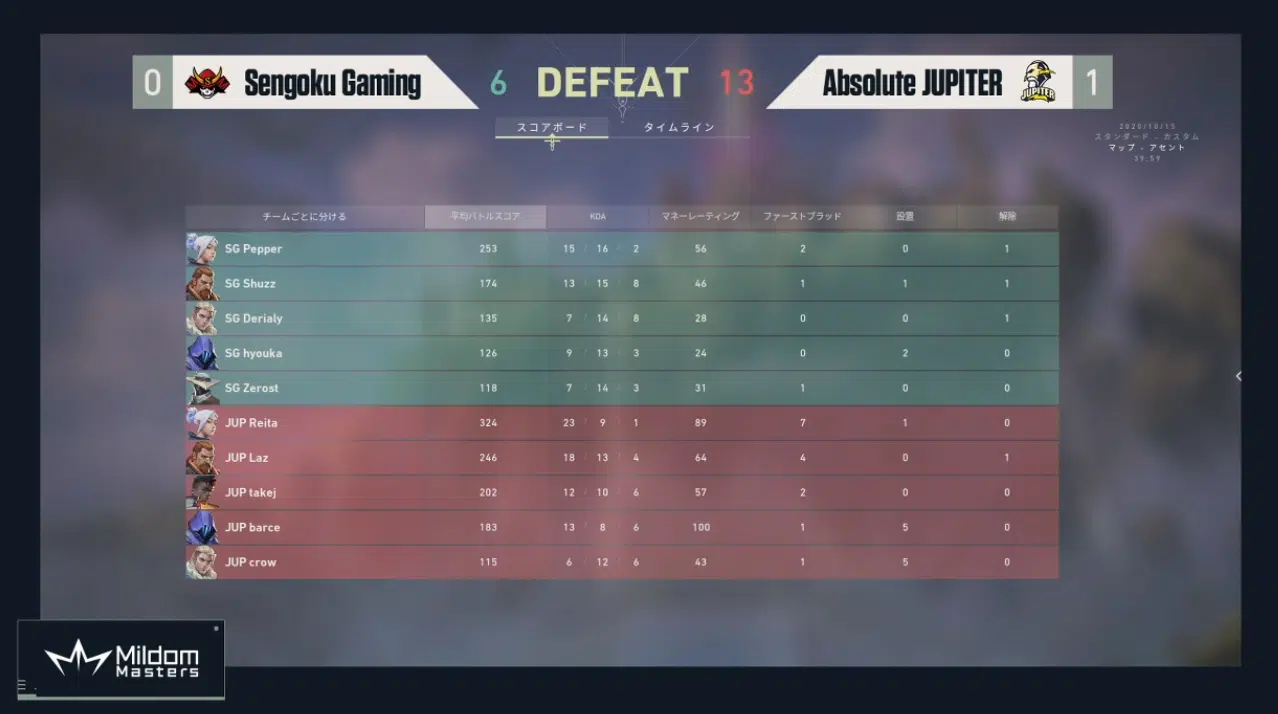 0 Sengoku Gaming 6 DEFEAT 13 Absolute JUPITER 1
JUPITER
スコアボード タイムライン
2020/10/15
スタンダード - カスタム
マップ - アセント
39:59
チームごとに分ける 平均バトルスコア KDA マネーレーティング ファーストブラッド 設置 解除
SG Pepper 253 15 / 16 / 2 56 2 0 1
SG Shuzz 174 13 / 15 / 8 46 1 1 1
SG Derialy 135 7 / 14 / 8 28 0 0 1
SG hyouka 126 9 / 13 / 3 24 0 2 0
SG Zerost 118 7 / 14 / 3 31 1 0 0
JUP Reita 324 23 / 9 / 1 89 7 1 0
JUP Laz 246 18 / 13 / 4 64 4 0 1
JUP takej 202 12 / 10 / 6 57 2 0 0
JUP barce 183 13 / 8 / 6 100 1 5 0
JUP crow 115 6 / 12 / 6 43 1 5 0
Mildom
Masters